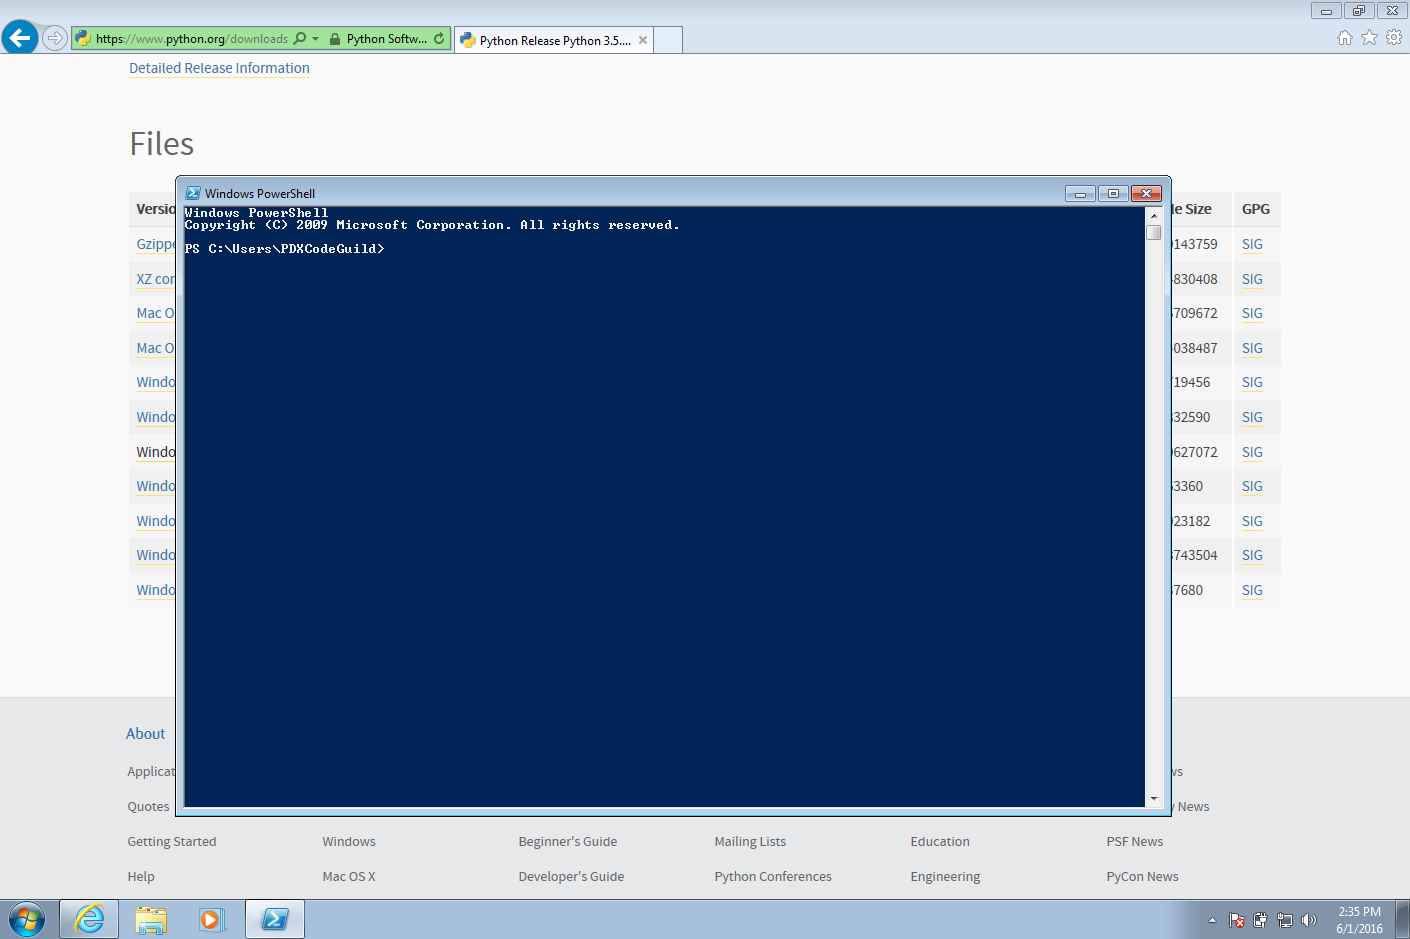 https://www.python.org/downloads
Python Softw...
Python Release Python 3.5....
Detailed Release Information
Files
Versio
le Size
GPG
Windows PowerShell
Windows PowerShell
Copyright (C) 2009 Microsoft Corporation. All rights reserved.
PS C:\Users\PDXCodeGuild>
Gzippe
143759
SIG
XZ cor
830408
SIG
Mac O
709672
SIG
Mac O
038487
SIG
Windo
719456
SIG
Windo
332590
SIG
Windo
627072
SIG
Windo
3360
SIG
Windo
23182
SIG
Windo
743504
SIG
Windo
7680
SIG
About
Applicat
ws
Quotes
y News
Getting Started
Windows
Beginner's Guide
Mailing Lists
Education
PSF News
Help
Mac OS X
Developer's Guide
Python Conferences
Engineering
PyCon News
2:35 PM
6/1/2016